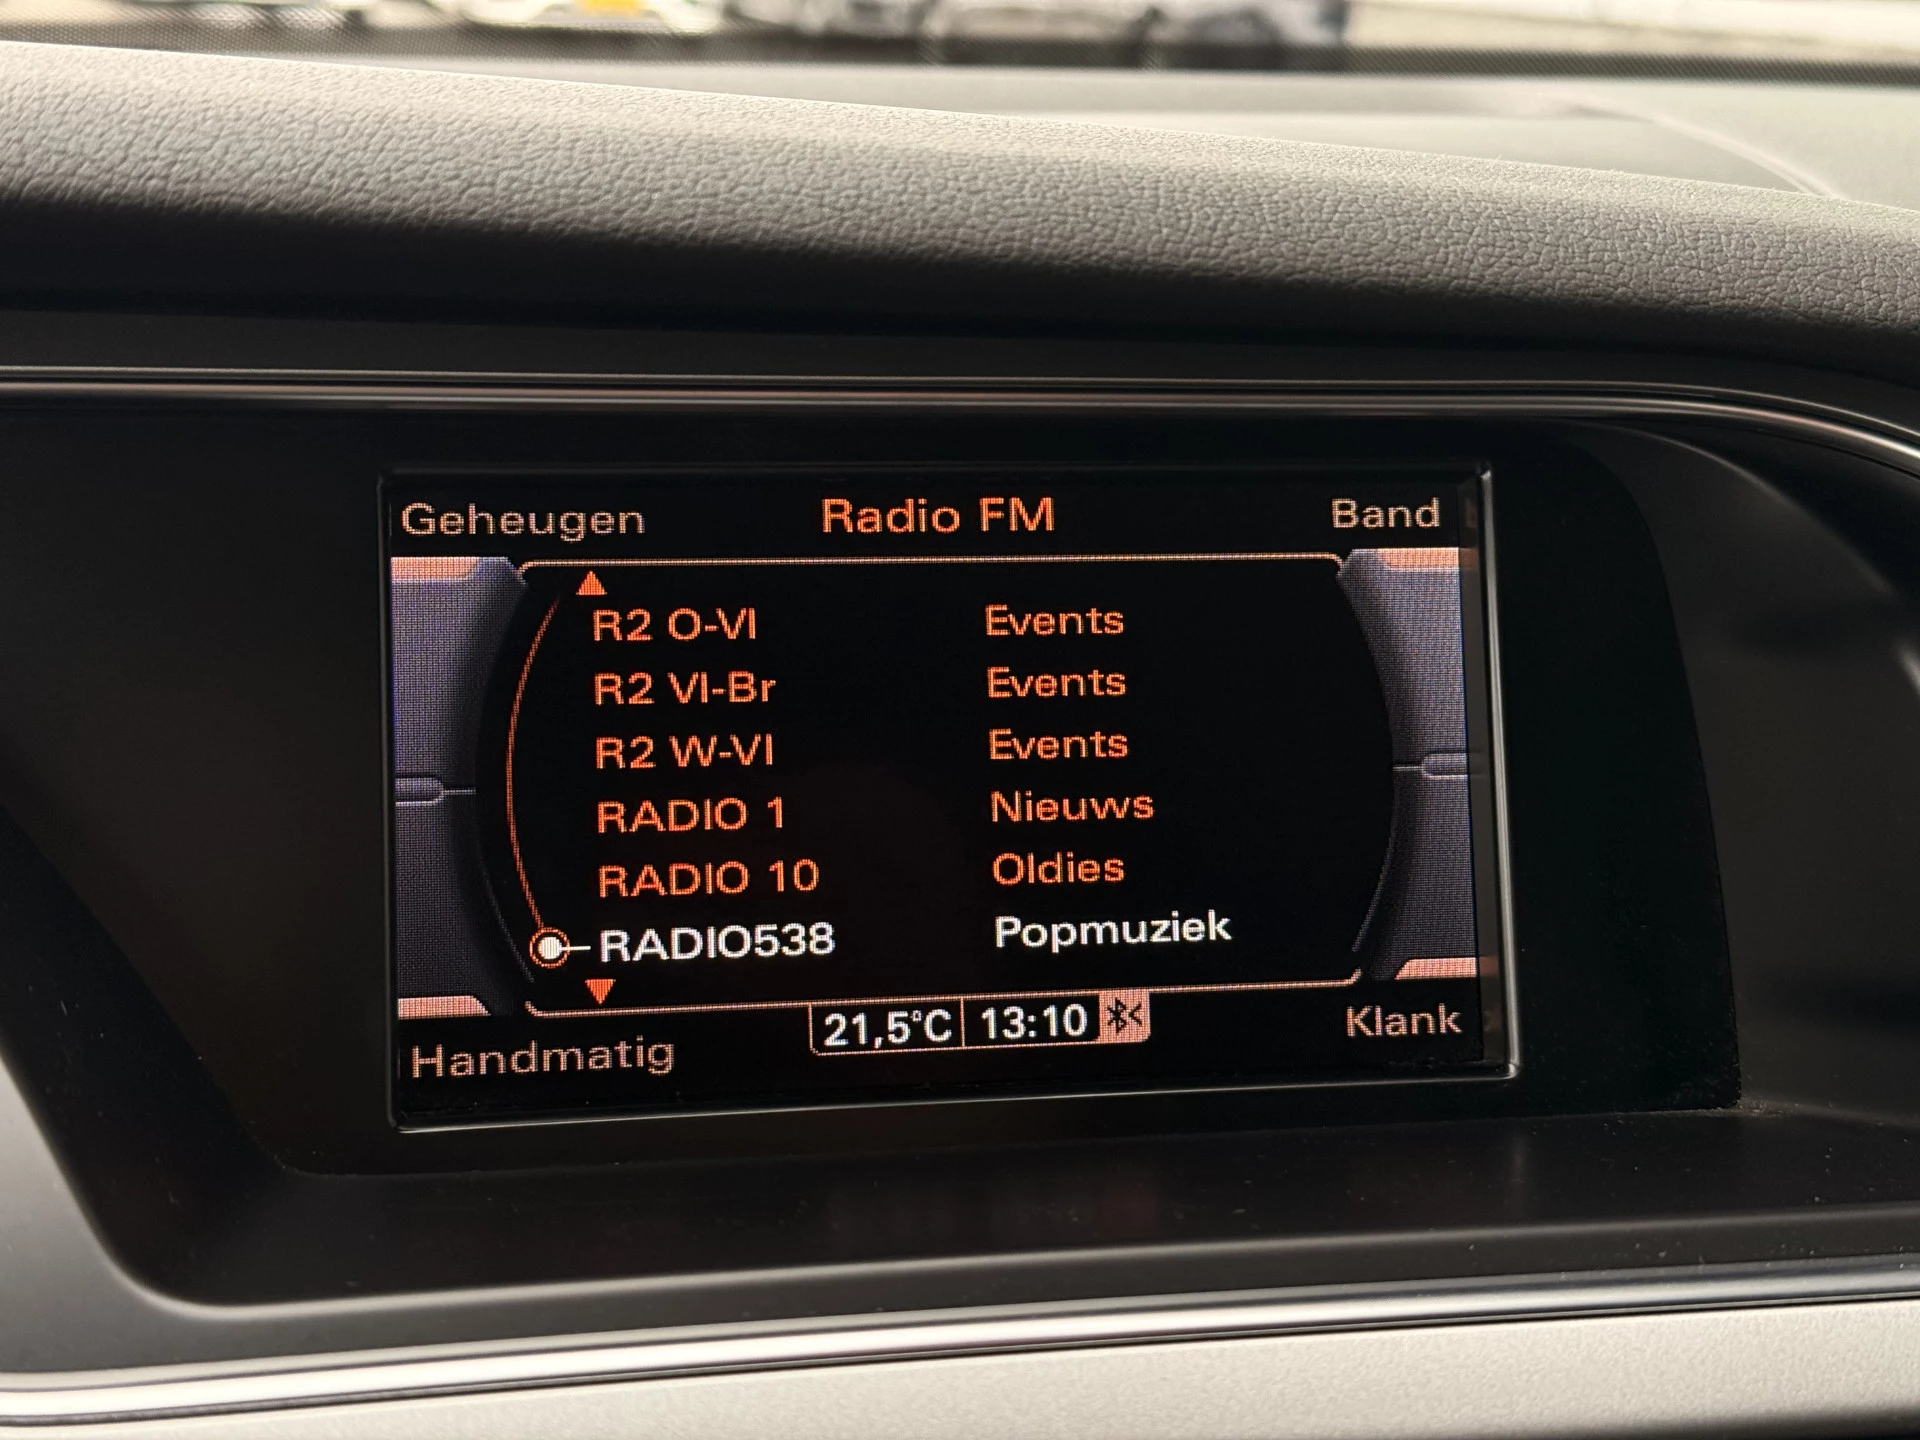 Geheugen Radio FM Band
R2 O-Vl Events
R2 Vl-Br Events
R2 W-Vl Events
RADIO 1 Nieuws
RADIO 10 Oldies
RADIO538 Popmuziek
21,5°C 13:10
Handmatig Klank